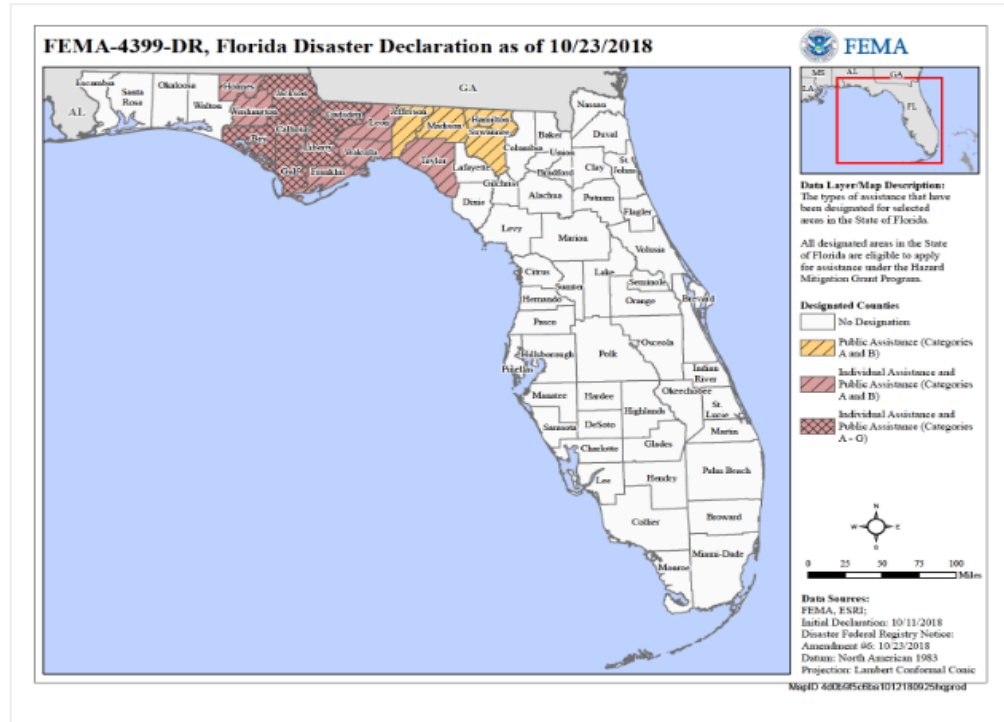 FEMA-4399-DR, Florida Disaster Declaration as of 10/23/2018
FEMA
GA
AL
MS
AL
GA
LA
FL
Escambia
Santa
Rosa
Okaloosa
Walton
Holmes
Washington
Jackson
Bay
Calhoun
Gulf
Liberty
Franklin
Gadsden
Leon
Wakulla
Jefferson
Madison
Taylor
Hamilton
Suwannee
Lafayette
Dixie
Columbia
Gilchrist
Baker
Union
Bradford
Alachua
Levy
Nassau
Duval
Clay
St.
Johns
Putnam
Flagler
Marion
Volusia
Citrus
Sumter
Lake
Seminole
Hernando
Orange
Brevard
Pasco
Osceola
Hillsborough
Polk
Pinellas
Indian
River
Manatee
Hardee
Highlands
Okeechobee
St.
Lucie
Sarasota
DeSoto
Martin
Charlotte
Glades
Lee
Hendry
Palm Beach
Collier
Broward
Monroe
Miami-Dade
Data Layer/Map Description:
The types of assistance that have
been designated for selected
areas in the State of Florida.
All designated areas in the State
of Florida are eligible to apply
for assistance under the Hazard
Mitigation Grant Program.
Designated Counties
No Designation
Public Assistance (Categories
A and B)
Individual Assistance and
Public Assistance (Categories
A and B)
Individual Assistance and
Public Assistance (Categories
A - G)
N
W
E
S
0 25 50 75 100
Miles
Data Sources:
FEMA, ESRI;
Initial Declaration: 10/11/2018
Disaster Federal Registry Notice:
Amendment #6: 10/23/2018
Datum: North American 1983
Projection: Lambert Conformal Conic